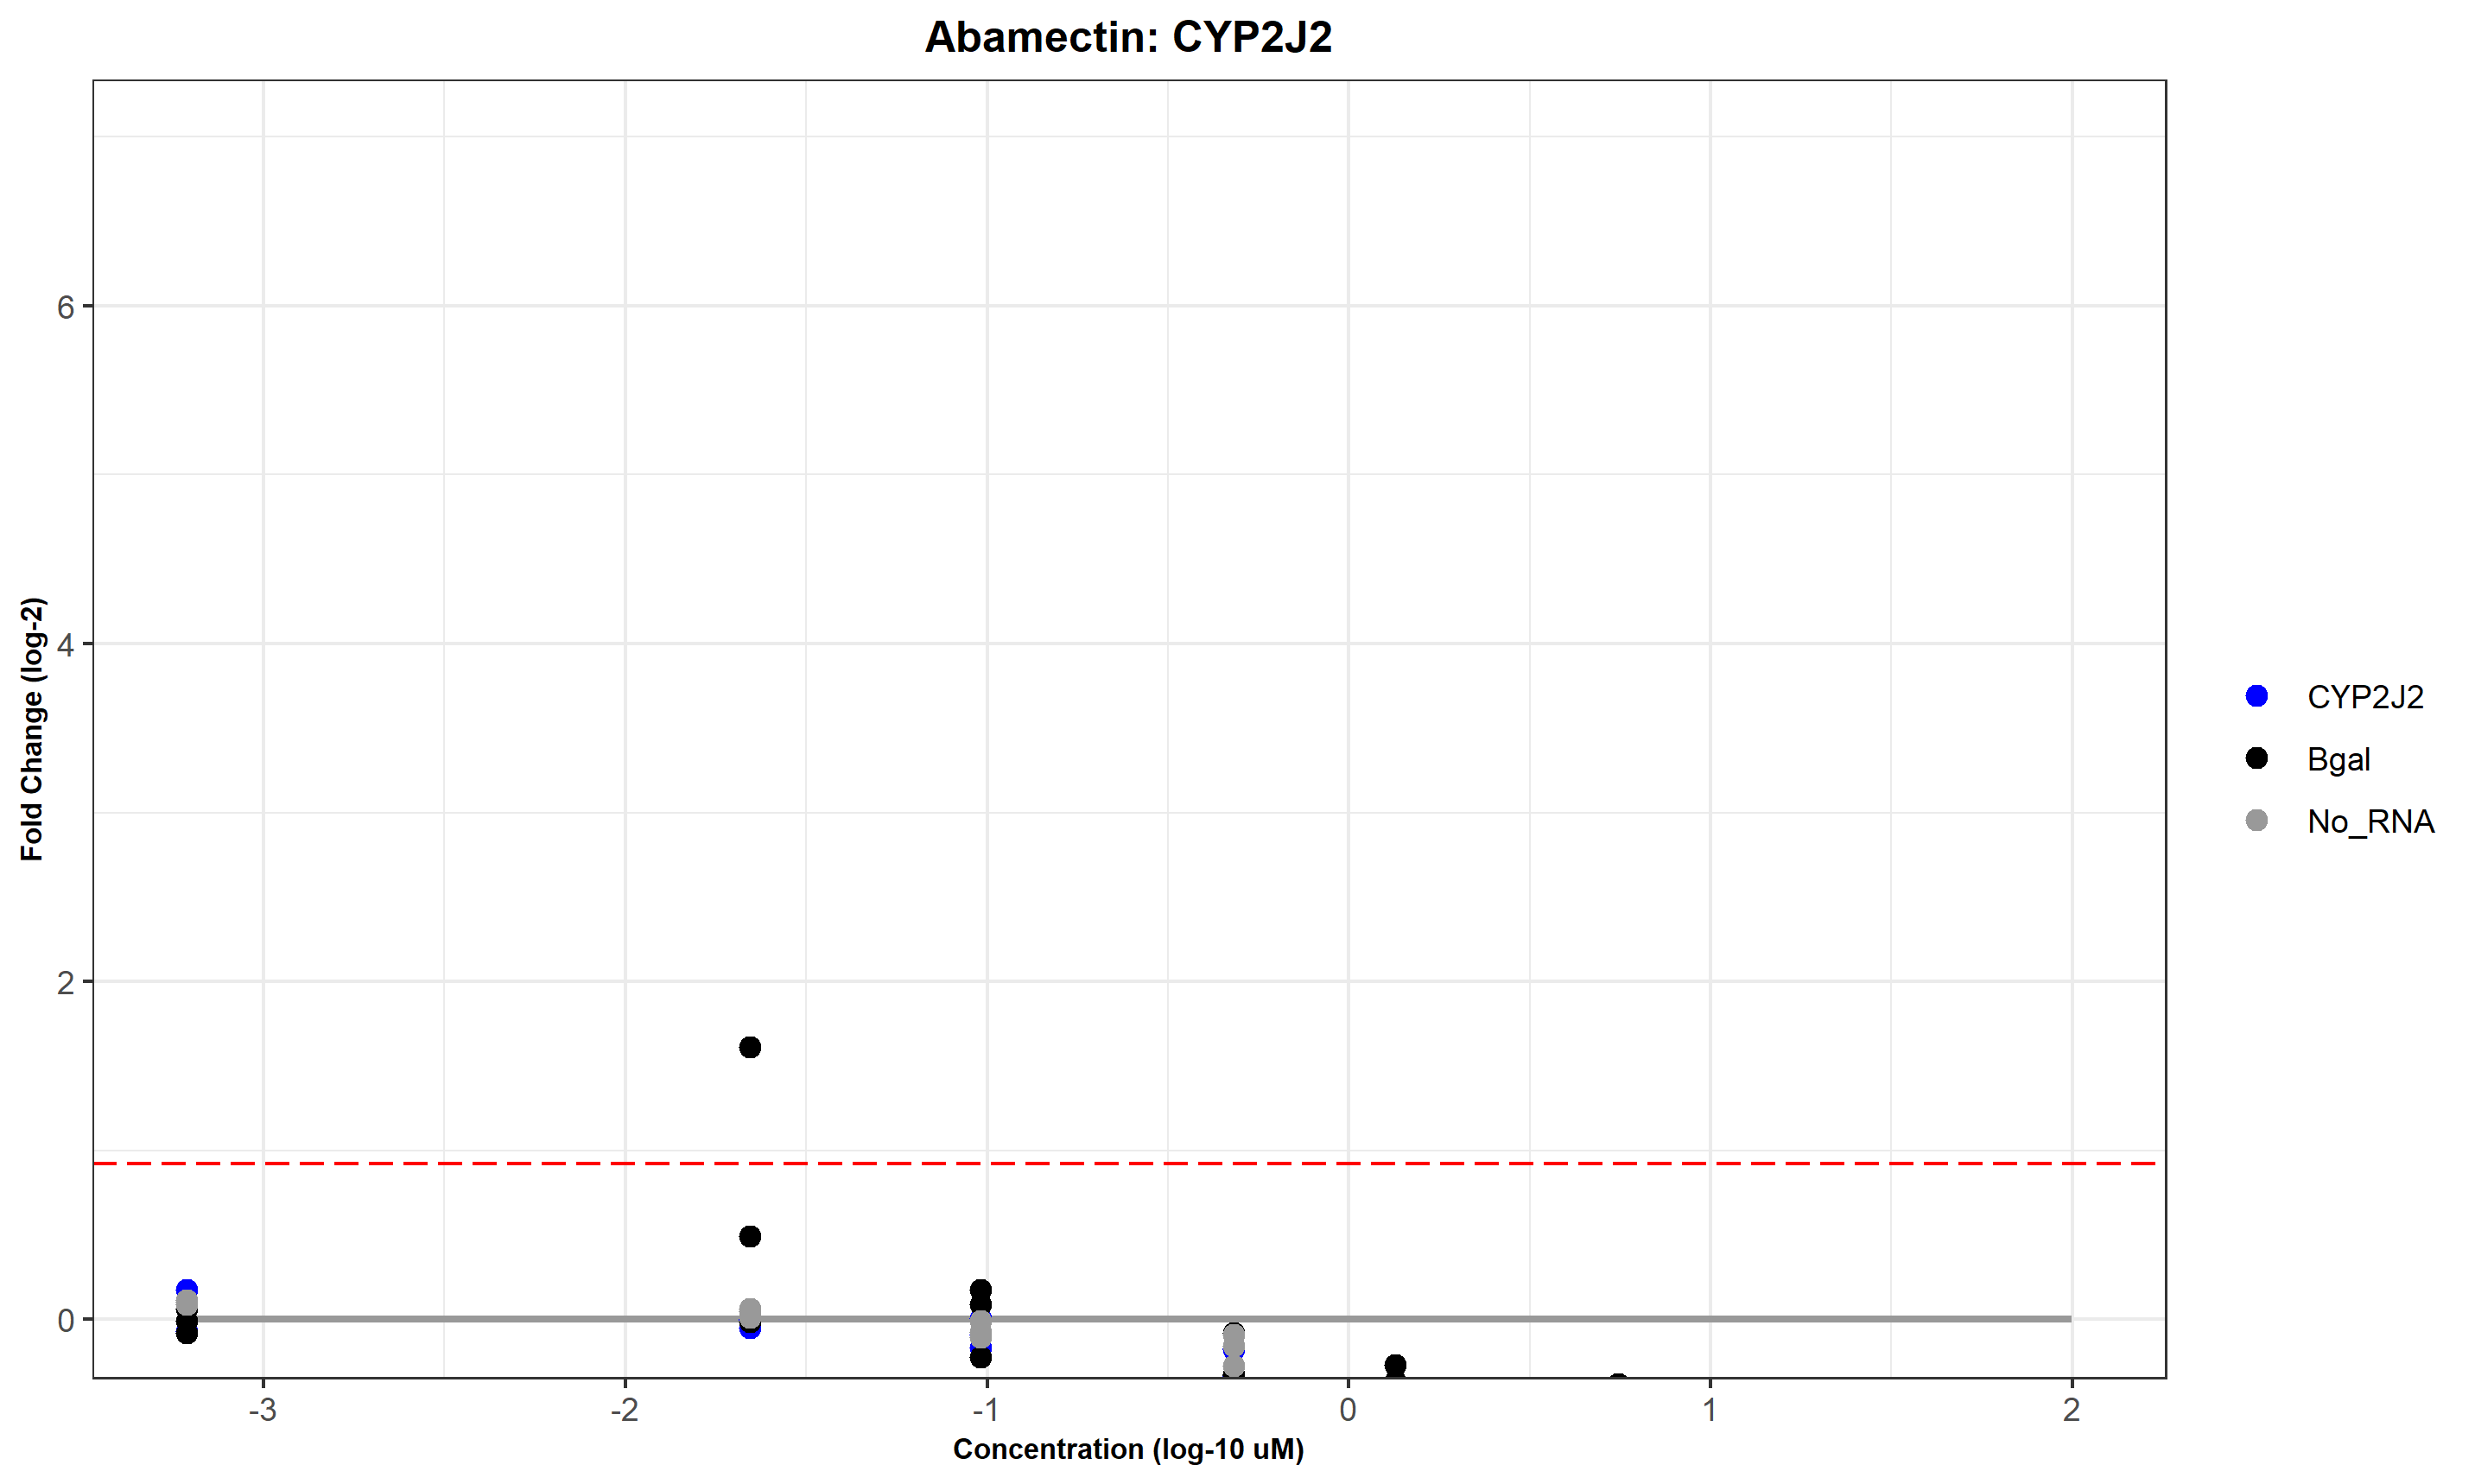 Abamectin: CYP2J2
Fold Change (log-2)
6
4
2
0
-3
-2
-1
0
1
2
Concentration (log-10 uM)
CYP2J2
Bgal
No_RNA